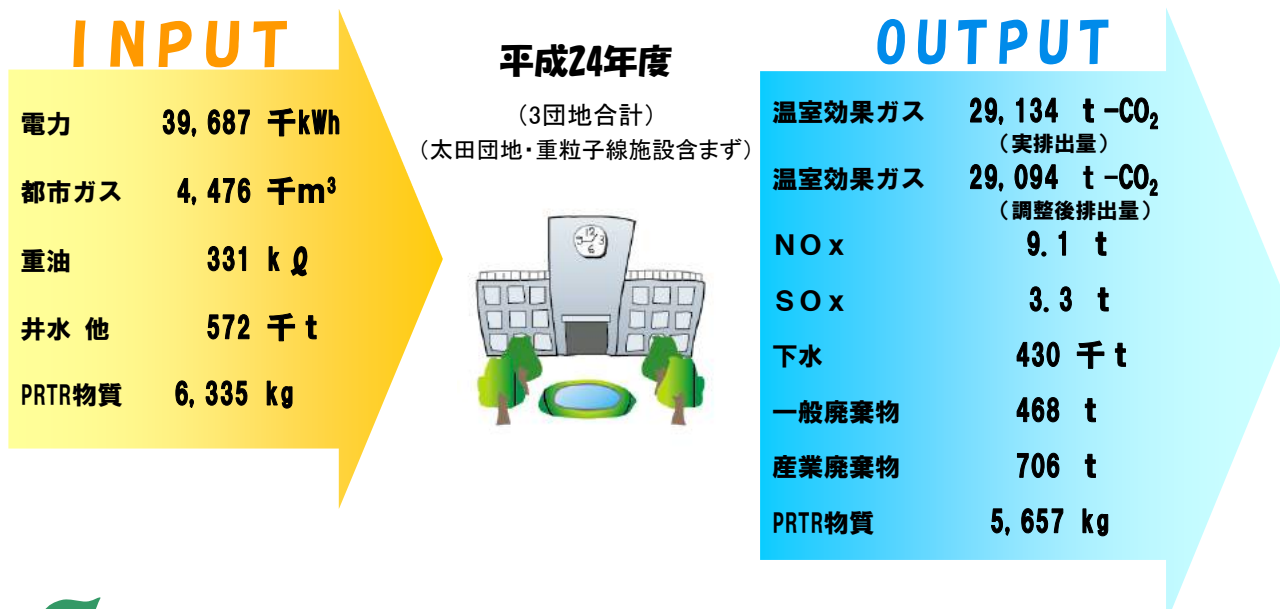 INPUT
電力 39,687 千kWh
都市ガス 4,476 千m³
重油 331 kℓ
井水 他 572 千t
PRTR物質 6,335 kg
平成24年度
(3団地合計)
(太田団地・重粒子線施設含まず)
12
9 3
6
OUTPUT
温室効果ガス 29,134 t-CO₂
(実排出量)
温室効果ガス 29,094 t-CO₂
(調整後排出量)
NOx 9.1 t
SOx 3.3 t
下水 430 千t
一般廃棄物 468 t
産業廃棄物 706 t
PRTR物質 5,657 kg